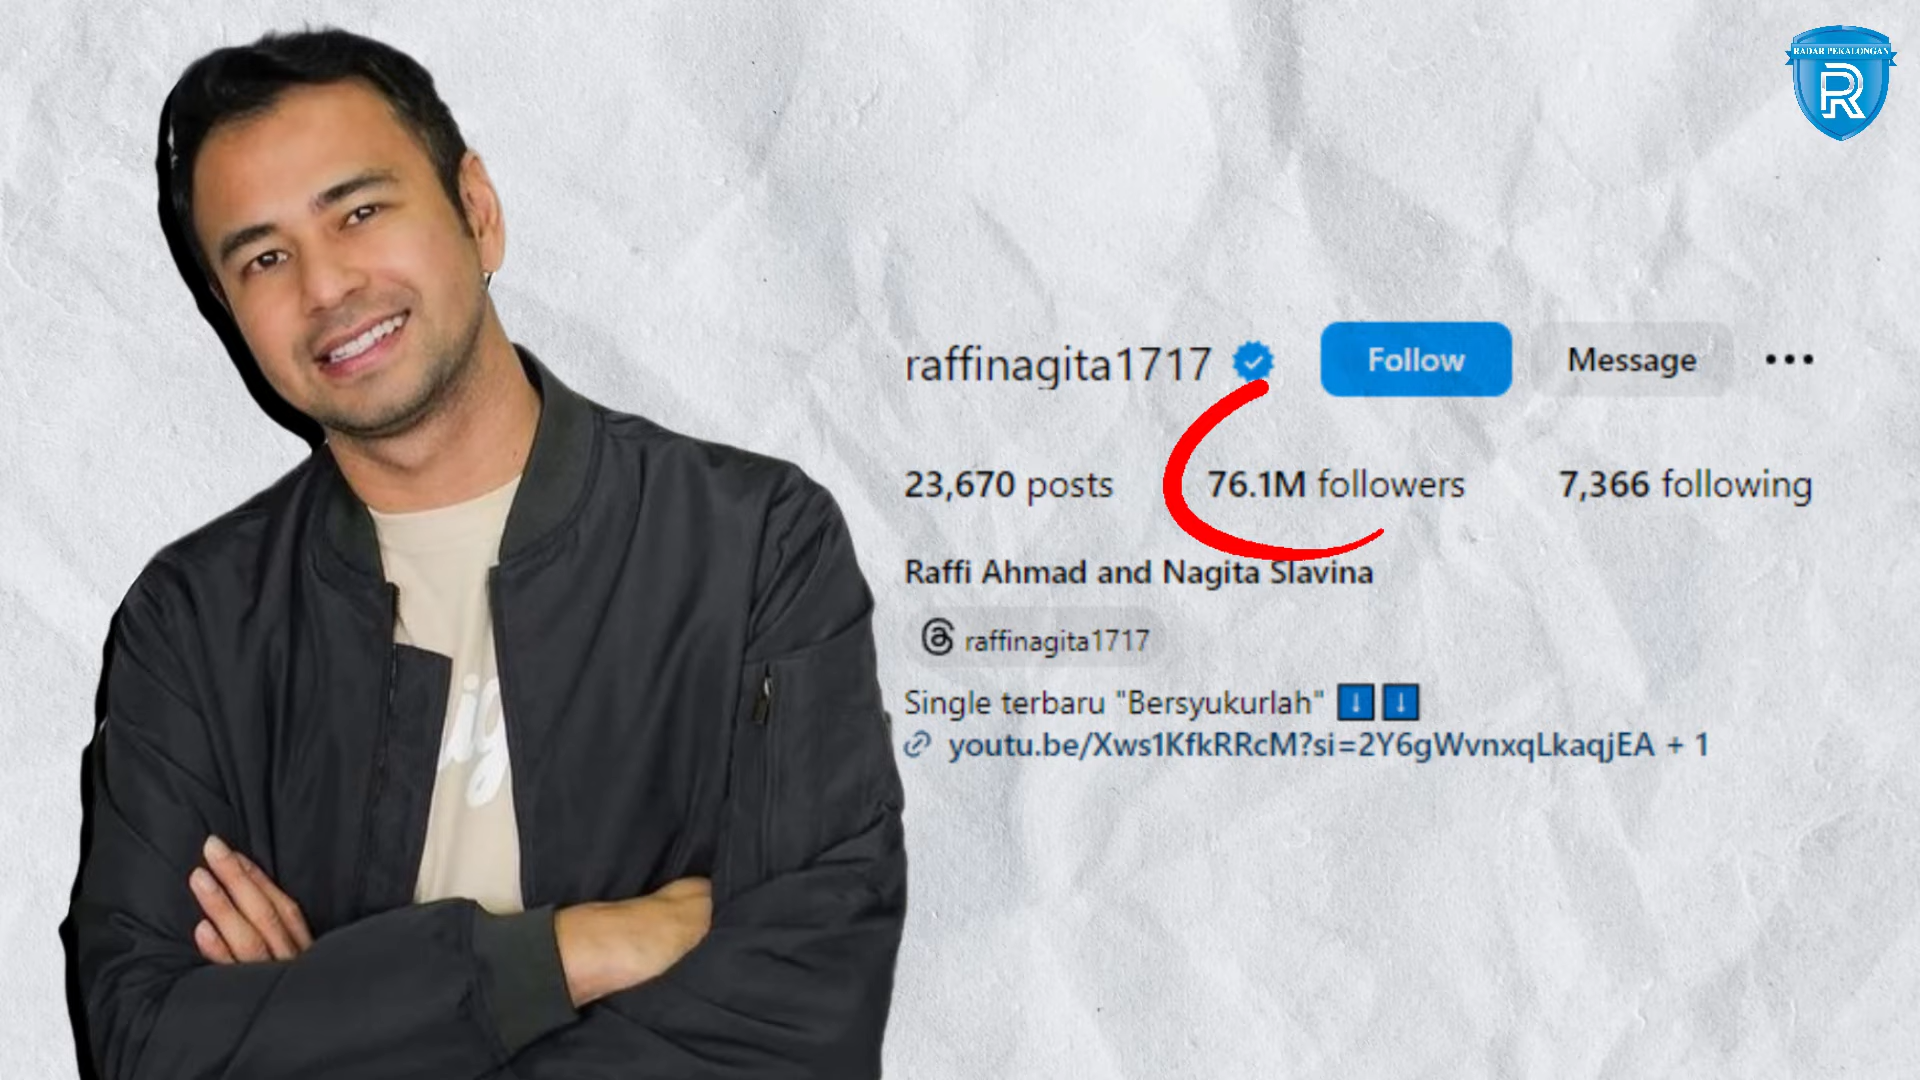 RADAR PEKALONGAN
R
raffinagita1717 Follow Message
23,670 posts 76.1M followers 7,366 following
Raffi Ahmad and Nagita Slavina
raffinagita1717
Single terbaru "Bersyukurlah"
youtu.be/Xws1KfkRRcM?si=2Y6gWvnxqLkaqjEA + 1